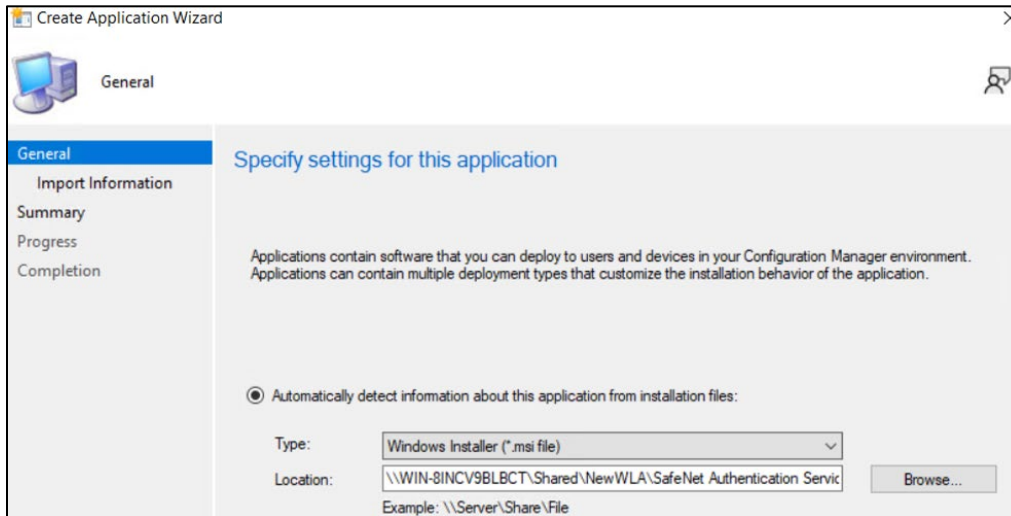 Create Application Wizard
General
General
Import Information
Summary
Progress
Completion
Specify settings for this application
Applications contain software that you can deploy to users and devices in your Configuration Manager environment.
Applications can contain multiple deployment types that customize the installation behavior of the application.
Automatically detect information about this application from installation files:
Type: Windows Installer (*.msi file)
Location: \\WIN-8INCV9BLBCT\Shared\NewWLA\SafeNet Authentication Servic Browse...
Example: \\Server\Share\File